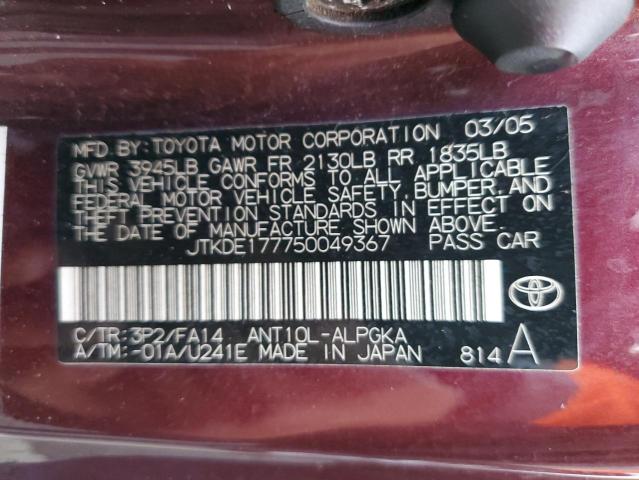 MFD BY: TOYOTA MOTOR CORPORATION 03/05
GVWR 3945LB GAWR FR 2130LB RR 1835LB
THIS VEHICLE CONFORMS TO ALL APPLICABLE
FEDERAL MOTOR VEHICLE SAFETY, BUMPER, AND
THEFT PREVENTION STANDARDS IN EFFECT ON
THE DATE OF MANUFACTURE SHOWN ABOVE.
JTKDE177750049367 PASS CAR
C/TR:3P2/FA14 ANT10L-ALPGKA
A/TM:-01A/U241E MADE IN JAPAN 814 A